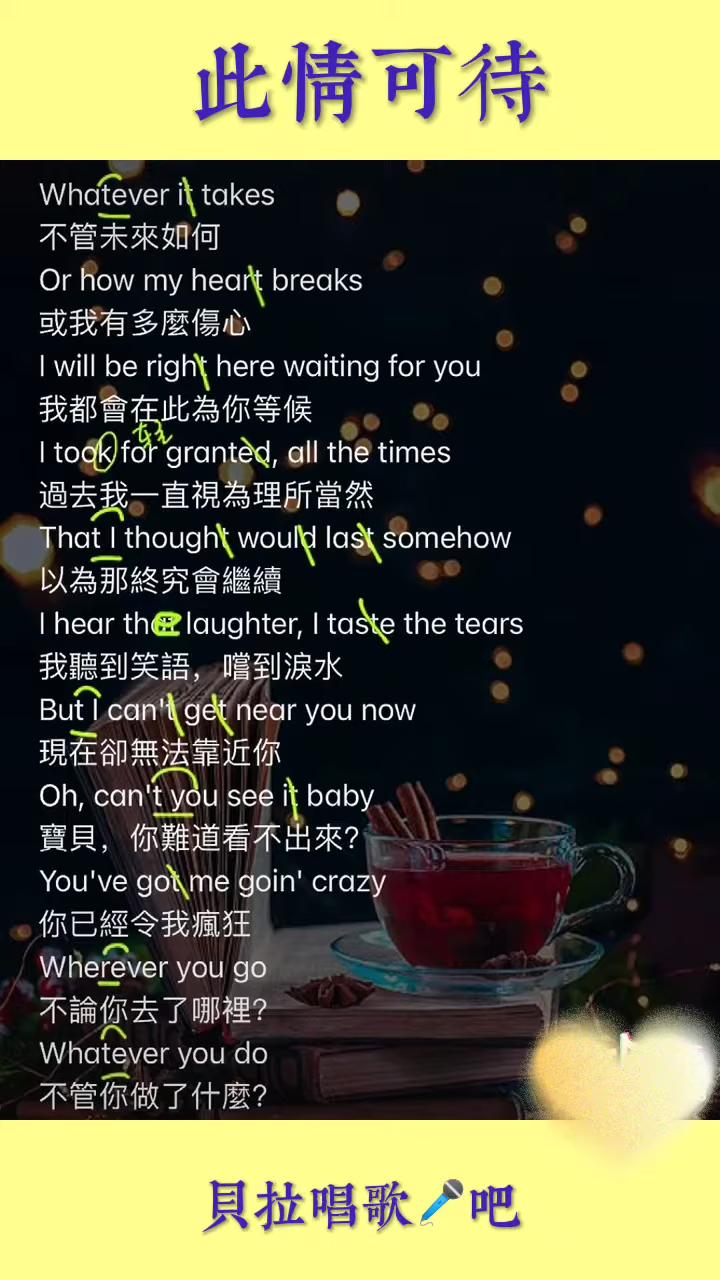 此情可待
Whatever it takes
不管未來如何
Or how my heart breaks
或我有多麼傷心
I will be right here waiting for you
我都會在此為你等候
轻
I took for granted, all the times
過去我一直視為理所當然
That I thought would last somehow
以為那終究會繼續
I hear the laughter, I taste the tears
我聽到笑語，嚐到淚水
But I can't get near you now
現在卻無法靠近你
Oh, can't you see it baby
寶貝，你難道看不出來？
You've got me goin' crazy
你已經令我瘋狂
Wherever you go
不論你去了哪裡？
Whatever you do
不管你做了什麼？
貝拉唱歌🎤吧